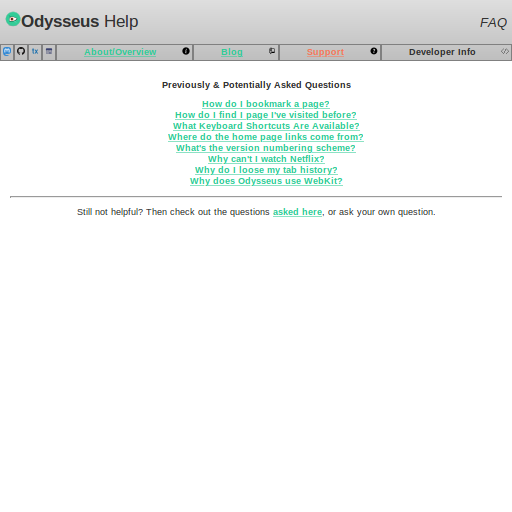 Odysseus Help
FAQ
tx
About/Overview
Blog
Support
Developer Info
Previously & Potentially Asked Questions
How do I bookmark a page?
How do I find I page I've visited before?
What Keyboard Shortcuts Are Available?
Where do the home page links come from?
What's the version numbering scheme?
Why can't I watch Netflix?
Why do I loose my tab history?
Why does Odysseus use WebKit?
Still not helpful? Then check out the questions asked here, or ask your own question.